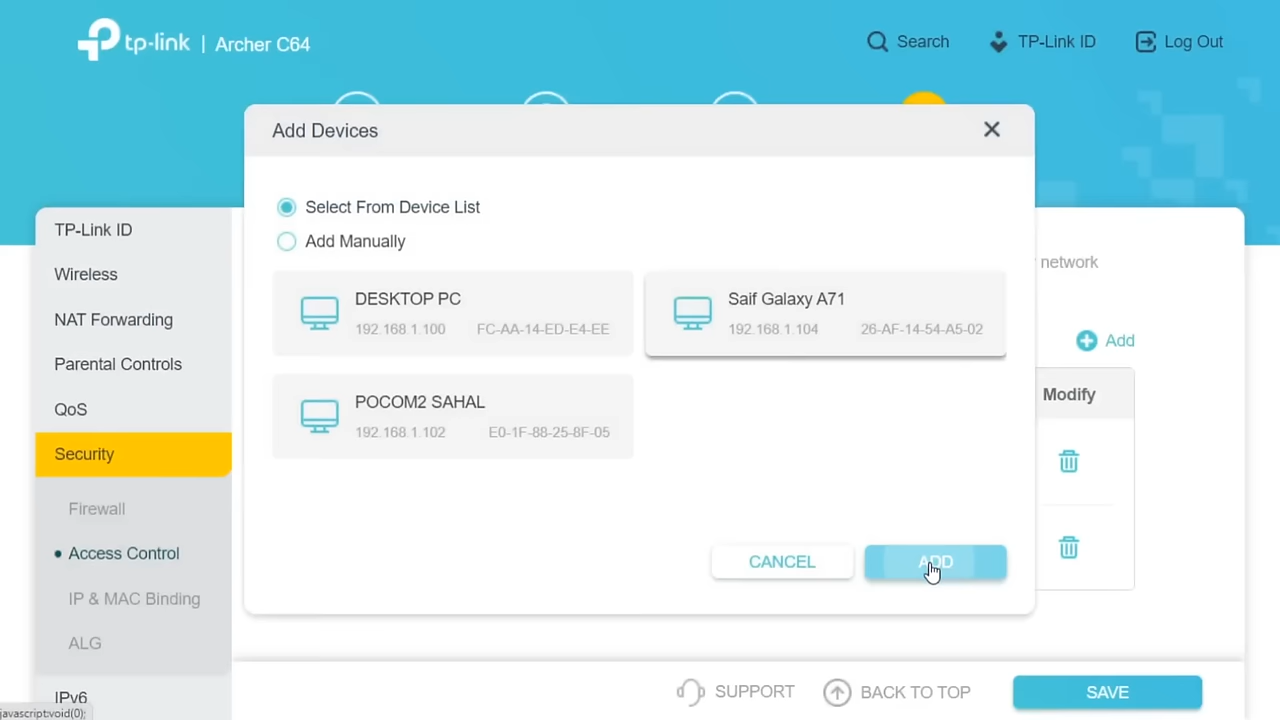 tp-link | Archer C64
Search
TP-Link ID
Log Out
Add Devices
Select From Device List
Add Manually
DESKTOP PC
192.168.1.100 FC-AA-14-ED-E4-EE
Saif Galaxy A71
192.168.1.104 26-AF-14-54-A5-02
POCOM2 SAHAL
192.168.1.102 E0-1F-88-25-8F-05
CANCEL
ADD
TP-Link ID
Wireless
NAT Forwarding
Parental Controls
QoS
Security
Firewall
• Access Control
IP & MAC Binding
ALG
IPv6
network
Add
Modify
SUPPORT
BACK TO TOP
SAVE
javascript:void(0);